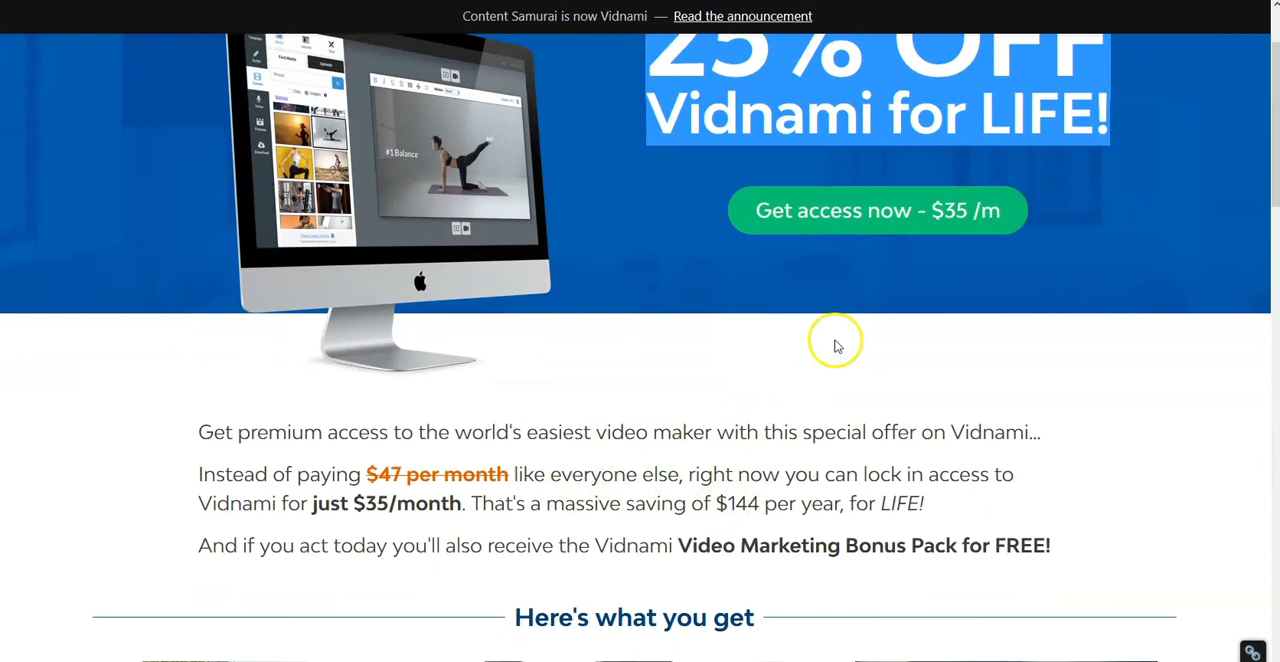 Content Samurai is now Vidnami — Read the announcement
25% OFF
Vidnami for LIFE!
Get access now - $35 /m
Find Media
#1 Balance
Get premium access to the world's easiest video maker with this special offer on Vidnami...
Instead of paying $47 per month like everyone else, right now you can lock in access to
Vidnami for just $35/month. That's a massive saving of $144 per year, for LIFE!
And if you act today you'll also receive the Vidnami Video Marketing Bonus Pack for FREE!
Here's what you get